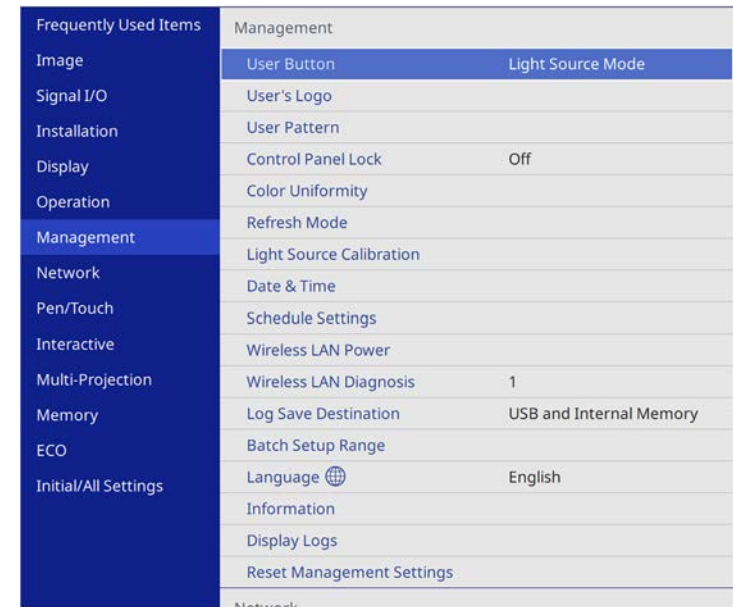 Frequently Used Items
Image
Signal I/O
Installation
Display
Operation
Management
Network
Pen/Touch
Interactive
Multi-Projection
Memory
ECO
Initial/All Settings
Management
User Button Light Source Mode
User's Logo
User Pattern
Control Panel Lock Off
Color Uniformity
Refresh Mode
Light Source Calibration
Date & Time
Schedule Settings
Wireless LAN Power
Wireless LAN Diagnosis 1
Log Save Destination USB and Internal Memory
Batch Setup Range
Language English
Information
Display Logs
Reset Management Settings
Network